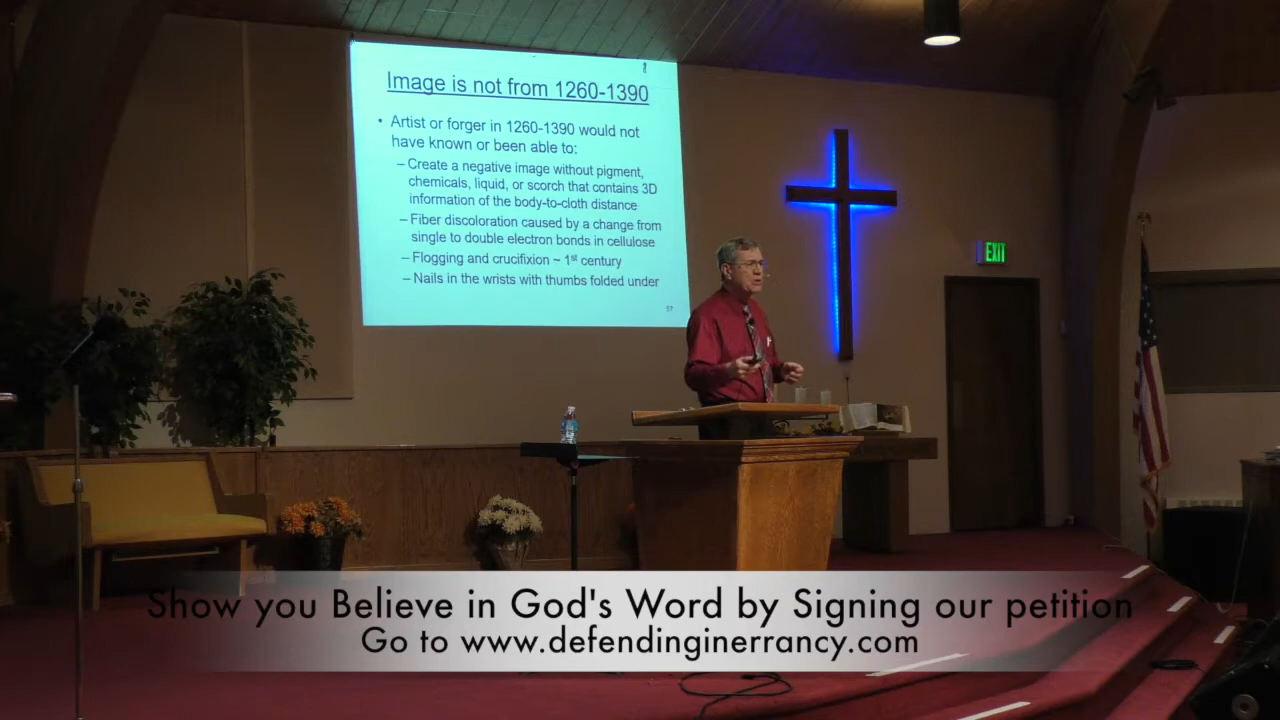 Image is not from 1260-1390
• Artist or forger in 1260-1390 would not
have known or been able to:
– Create a negative image without pigment,
chemicals, liquid, or scorch that contains 3D
information of the body-to-cloth distance
– Fiber discoloration caused by a change from
single to double electron bonds in cellulose
– Flogging and crucifixion ~ 1st century
– Nails in the wrists with thumbs folded under
57
EXIT
Show you Believe in God's Word by Signing our petition
Go to www.defendinginerrancy.com